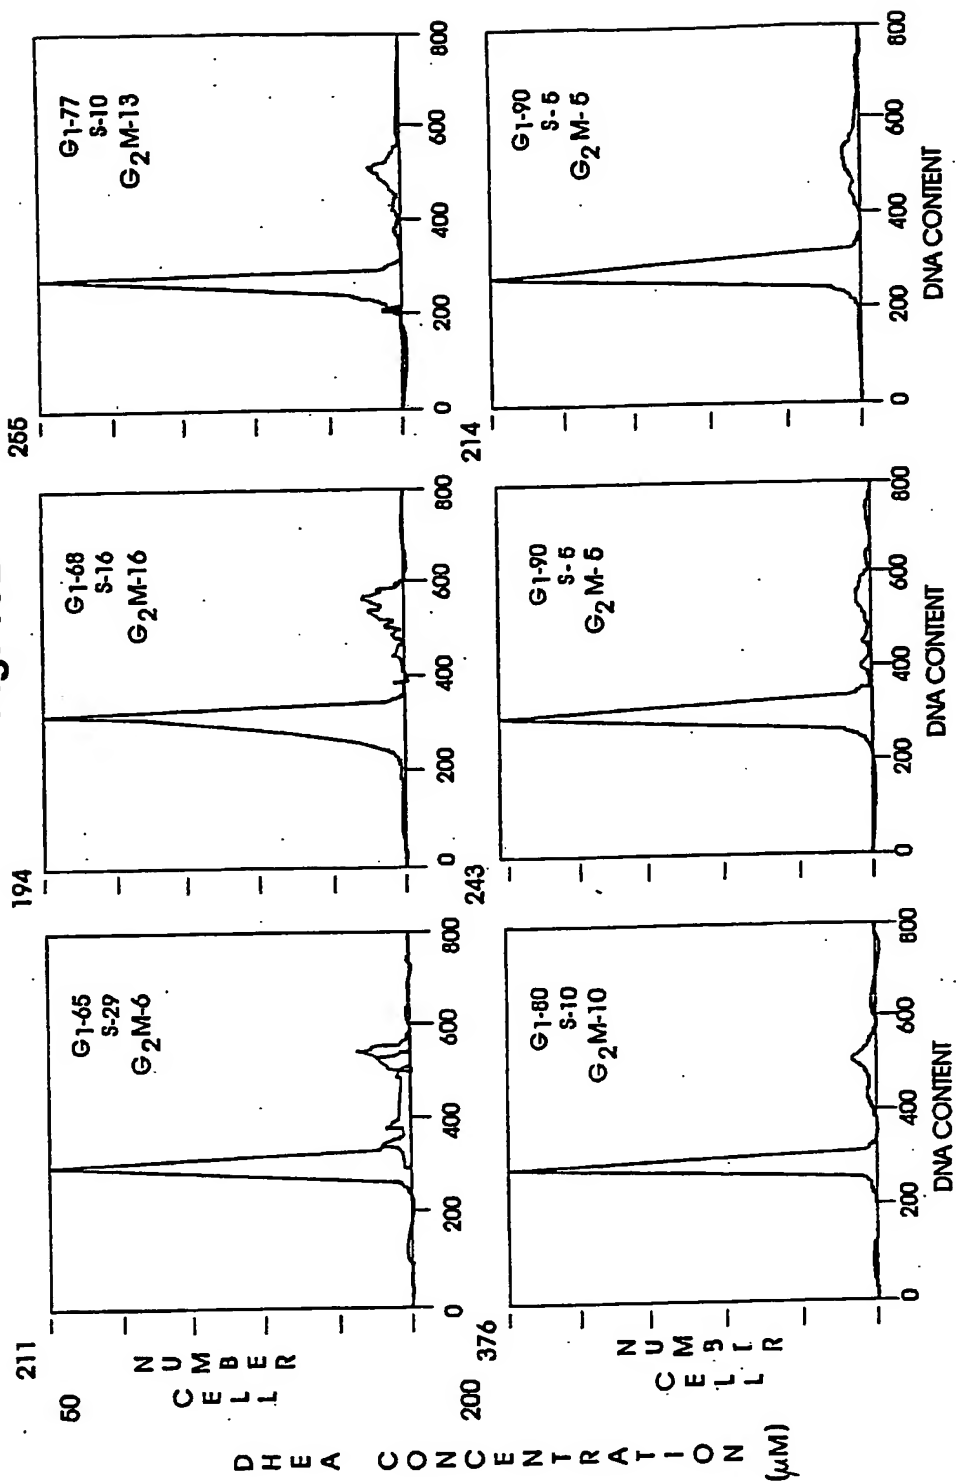 DHEA CONCENTRATION
(μM)
50
CELL
NUMBER
211
G1-65
S-29
G2M-6
0 200 400 600 800
194
G1-68
S-16
G2M-16
0 200 400 600 800
255
G1-77
S-10
G2M-13
0 200 400 600 800
200
CELL
NUMBER
376
G1-80
S-10
G2M-10
0 200 400 600 800
DNA CONTENT
243
G1-90
S-5
G2M-5
0 200 400 600 800
DNA CONTENT
214
G1-90
S-5
G2M-5
0 200 400 600 800
DNA CONTENT